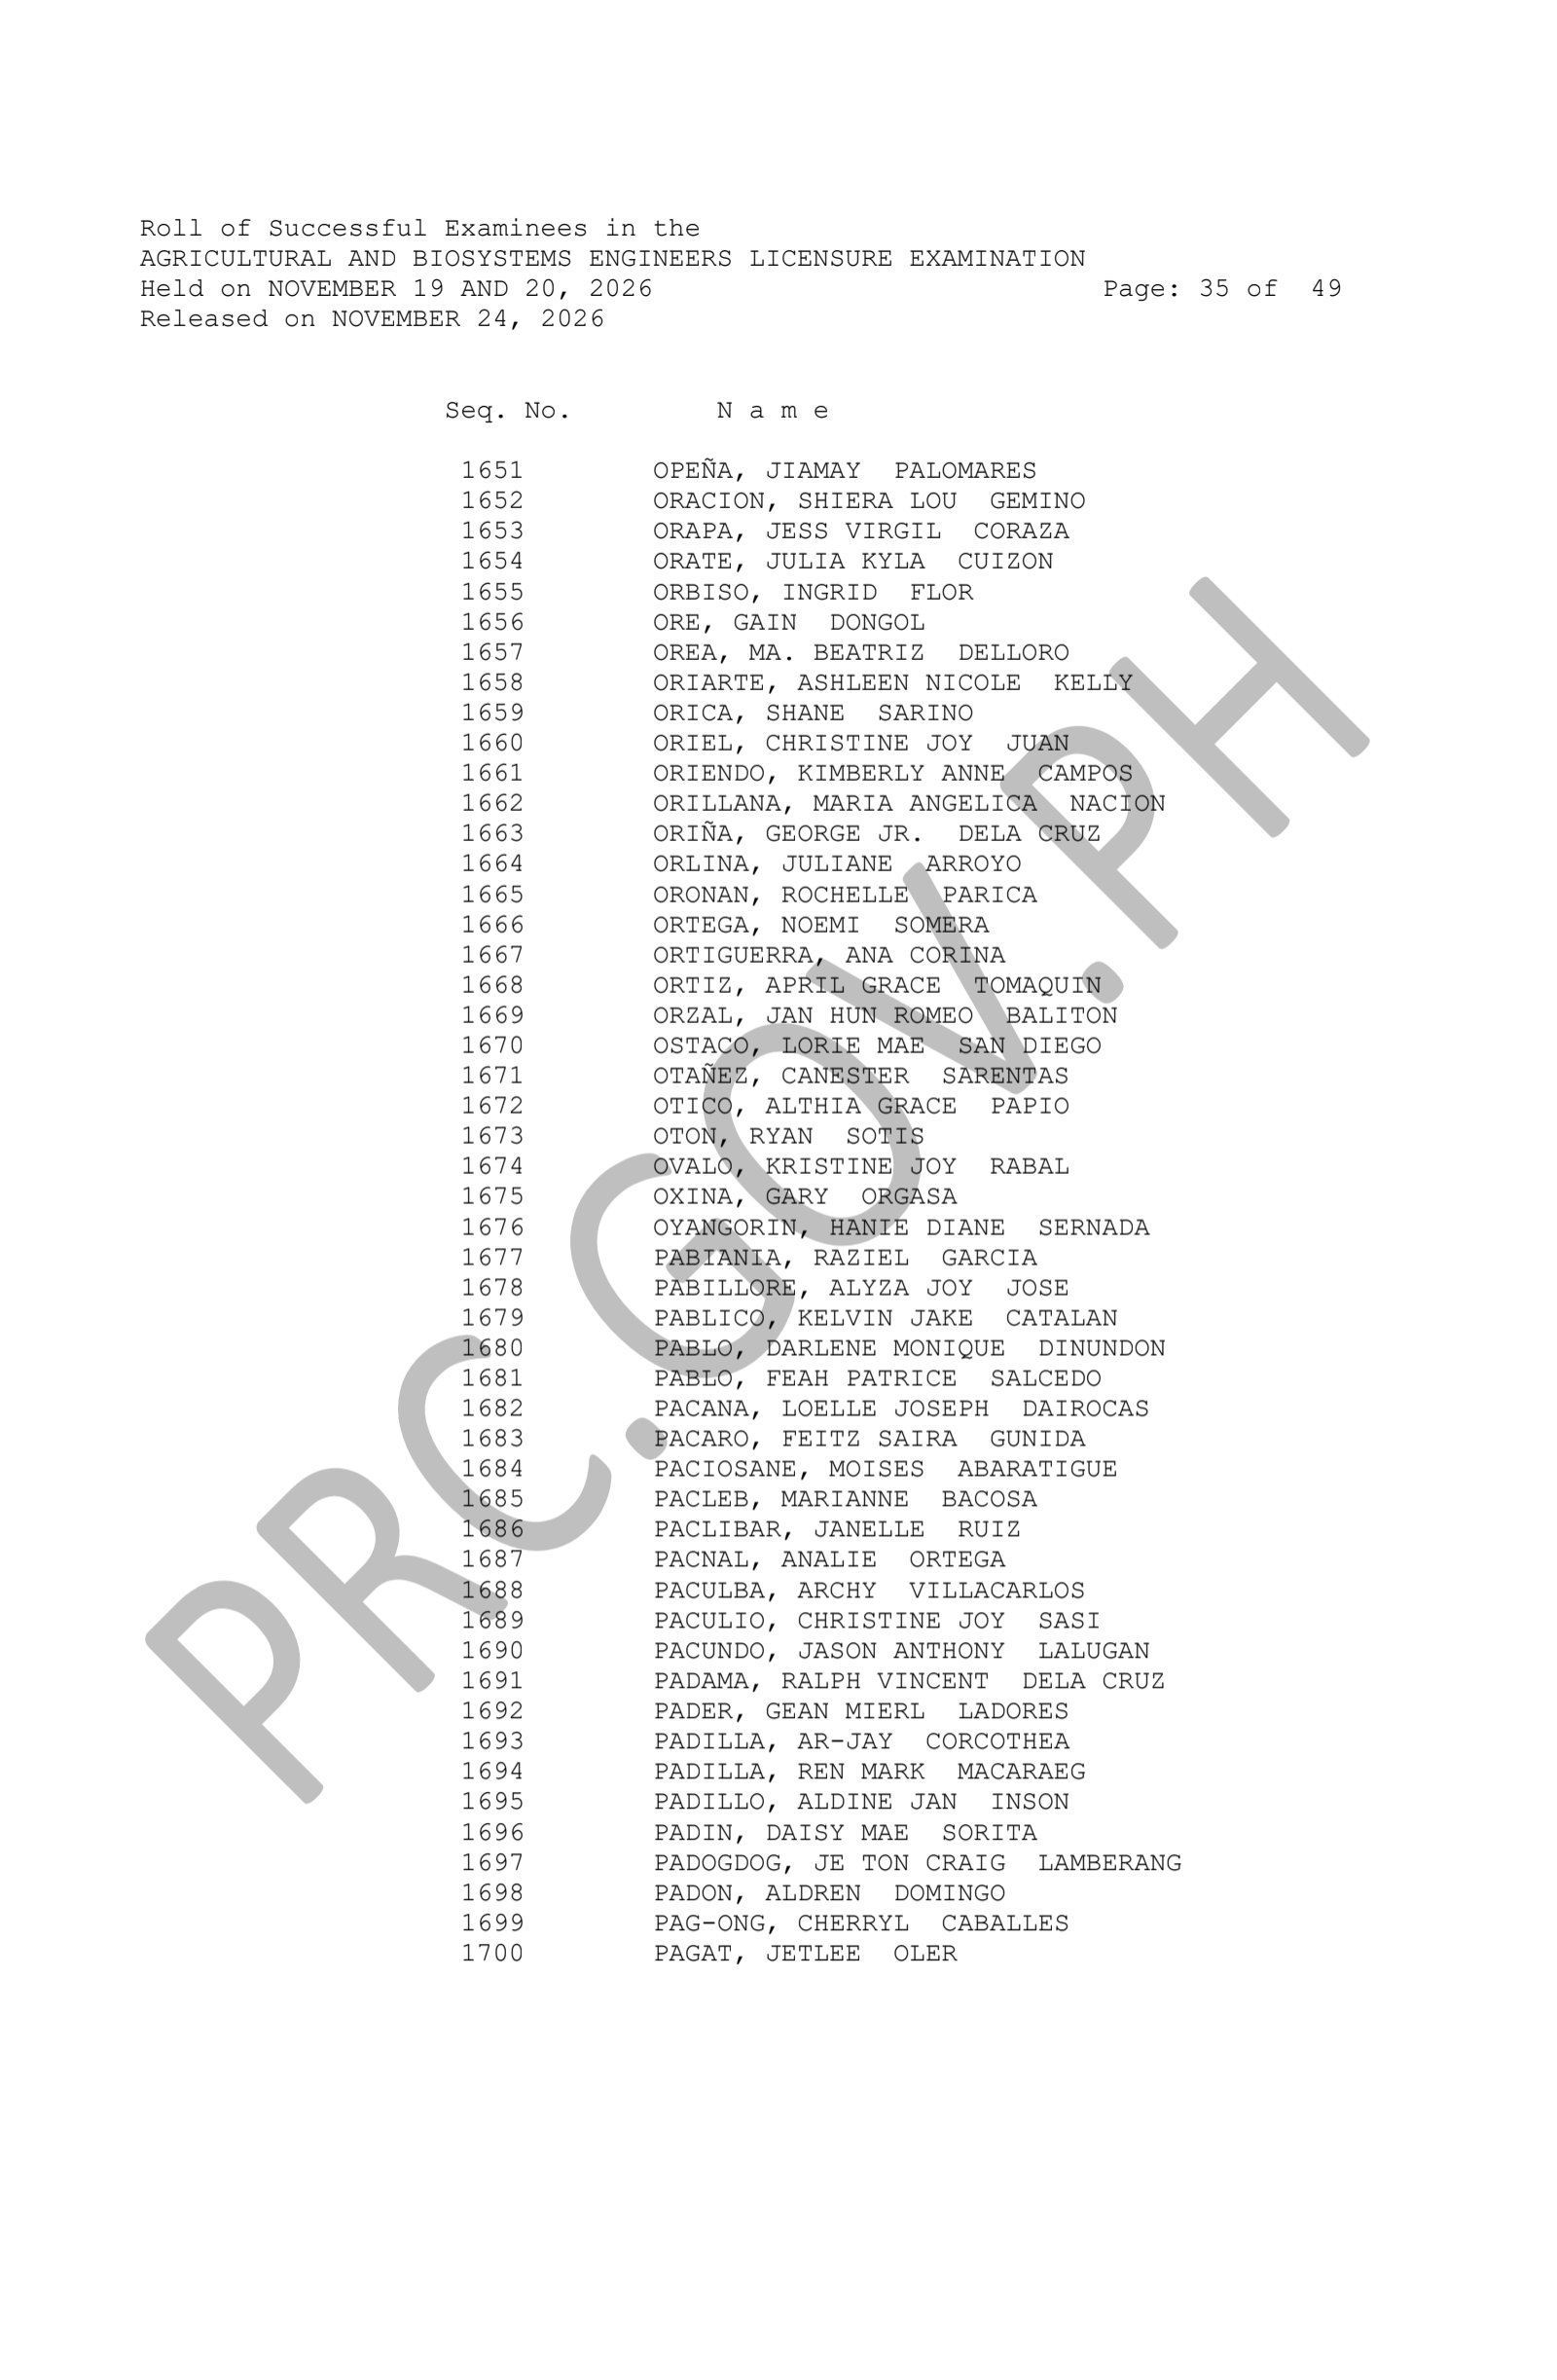 Roll of Successful Examinees in the
AGRICULTURAL AND BIOSYSTEMS ENGINEERS LICENSURE EXAMINATION
Held on NOVEMBER 19 AND 20, 2026 Page: 35 of 49
Released on NOVEMBER 24, 2026
Seq. No. N a m e
1651 OPEÑA, JIAMAY PALOMARES
1652 ORACION, SHIERA LOU GEMINO
1653 ORAPA, JESS VIRGIL CORAZA
1654 ORATE, JULIA KYLA CUIZON
1655 ORBISO, INGRID FLOR
1656 ORE, GAIN DONGOL
1657 OREA, MA. BEATRIZ DELLORO
1658 ORIARTE, ASHLEEN NICOLE KELLY
1659 ORICA, SHANE SARINO
1660 ORIEL, CHRISTINE JOY JUAN
1661 ORIENDO, KIMBERLY ANNE CAMPOS
1662 ORILLANA, MARIA ANGELICA NACION
1663 ORIÑA, GEORGE JR. DELA CRUZ
1664 ORLINA, JULIANE ARROYO
1665 ORONAN, ROCHELLE PARICA
1666 ORTEGA, NOEMI SOMERA
1667 ORTIGUERRA, ANA CORINA
1668 ORTIZ, APRIL GRACE TOMAQUIN
1669 ORZAL, JAN HUN ROMEO BALITON
1670 OSTACO, LORIE MAE SAN DIEGO
1671 OTAÑEZ, CANESTER SARENTAS
1672 OTICO, ALTHIA GRACE PAPIO
1673 OTON, RYAN SOTIS
1674 OVALO, KRISTINE JOY RABAL
1675 OXINA, GARY ORGASA
1676 OYANGORIN, HANIE DIANE SERNADA
1677 PABIANIA, RAZIEL GARCIA
1678 PABILLORE, ALYZA JOY JOSE
1679 PABLICO, KELVIN JAKE CATALAN
1680 PABLO, DARLENE MONIQUE DINUNDON
1681 PABLO, FEAH PATRICE SALCEDO
1682 PACANA, LOELLE JOSEPH DAIROCAS
1683 PACARO, FEITZ SAIRA GUNIDA
1684 PACIOSANE, MOISES ABARATIGUE
1685 PACLEB, MARIANNE BACOSA
1686 PACLIBAR, JANELLE RUIZ
1687 PACNAL, ANALIE ORTEGA
1688 PACULBA, ARCHY VILLACARLOS
1689 PACULIO, CHRISTINE JOY SASI
1690 PACUNDO, JASON ANTHONY LALUGAN
1691 PADAMA, RALPH VINCENT DELA CRUZ
1692 PADER, GEAN MIERL LADORES
1693 PADILLA, AR-JAY CORCOTHEA
1694 PADILLA, REN MARK MACARAEG
1695 PADILLO, ALDINE JAN INSON
1696 PADIN, DAISY MAE SORITA
1697 PADOGDOG, JE TON CRAIG LAMBERANG
1698 PADON, ALDREN DOMINGO
1699 PAG-ONG, CHERRYL CABALLES
1700 PAGAT, JETLEE OLER
PRC.GOV.PH